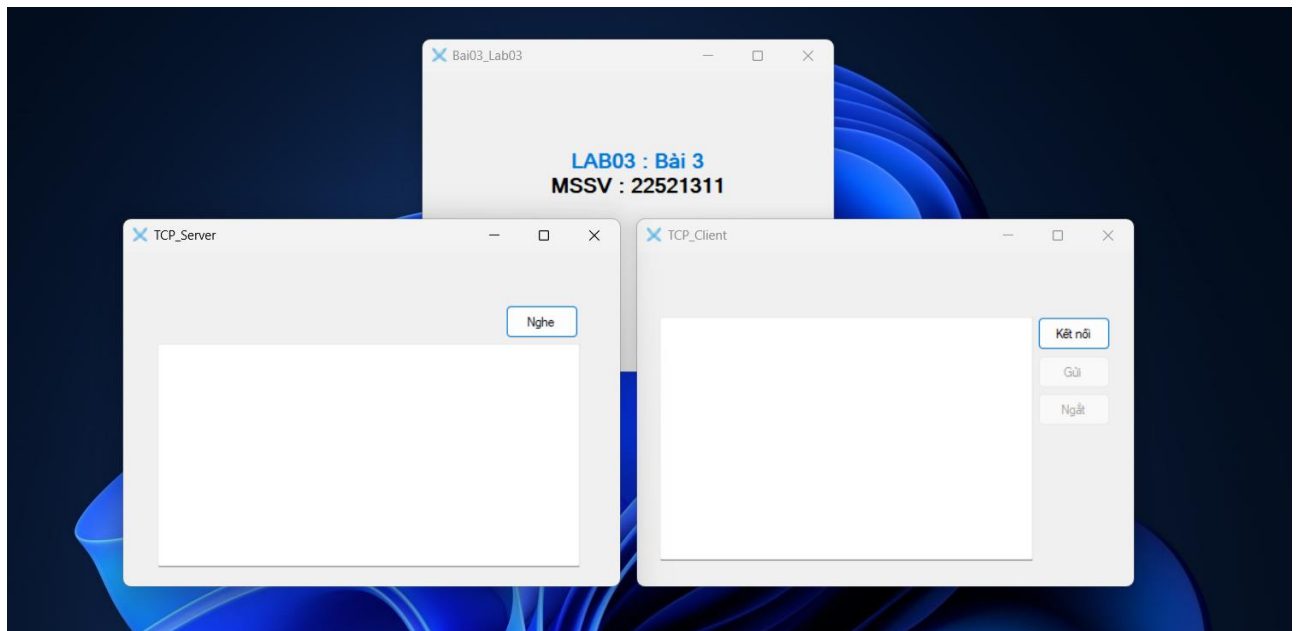 Bai03_Lab03
LAB03 : Bài 3
MSSV : 22521311
TCP_Server
Nghe
TCP_Client
Kết nối
Gửi
Ngắt